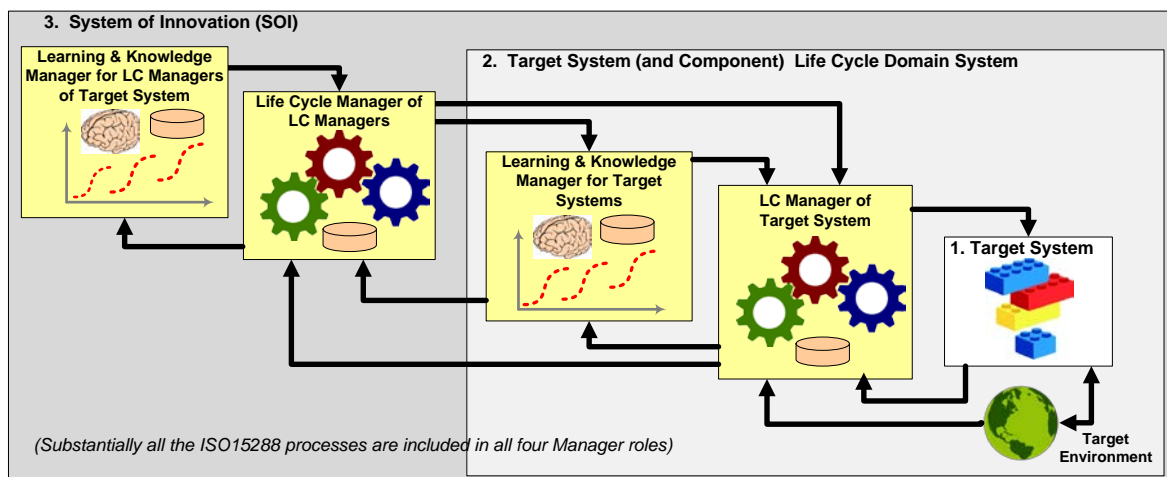 3. System of Innovation (SOI)
Learning & Knowledge
Manager for LC Managers
of Target System
2. Target System (and Component) Life Cycle Domain System
Life Cycle Manager of
LC Managers
Learning & Knowledge
Manager for Target
Systems
LC Manager of
Target System
1. Target System
(Substantially all the ISO15288 processes are included in all four Manager roles)
Target
Environment